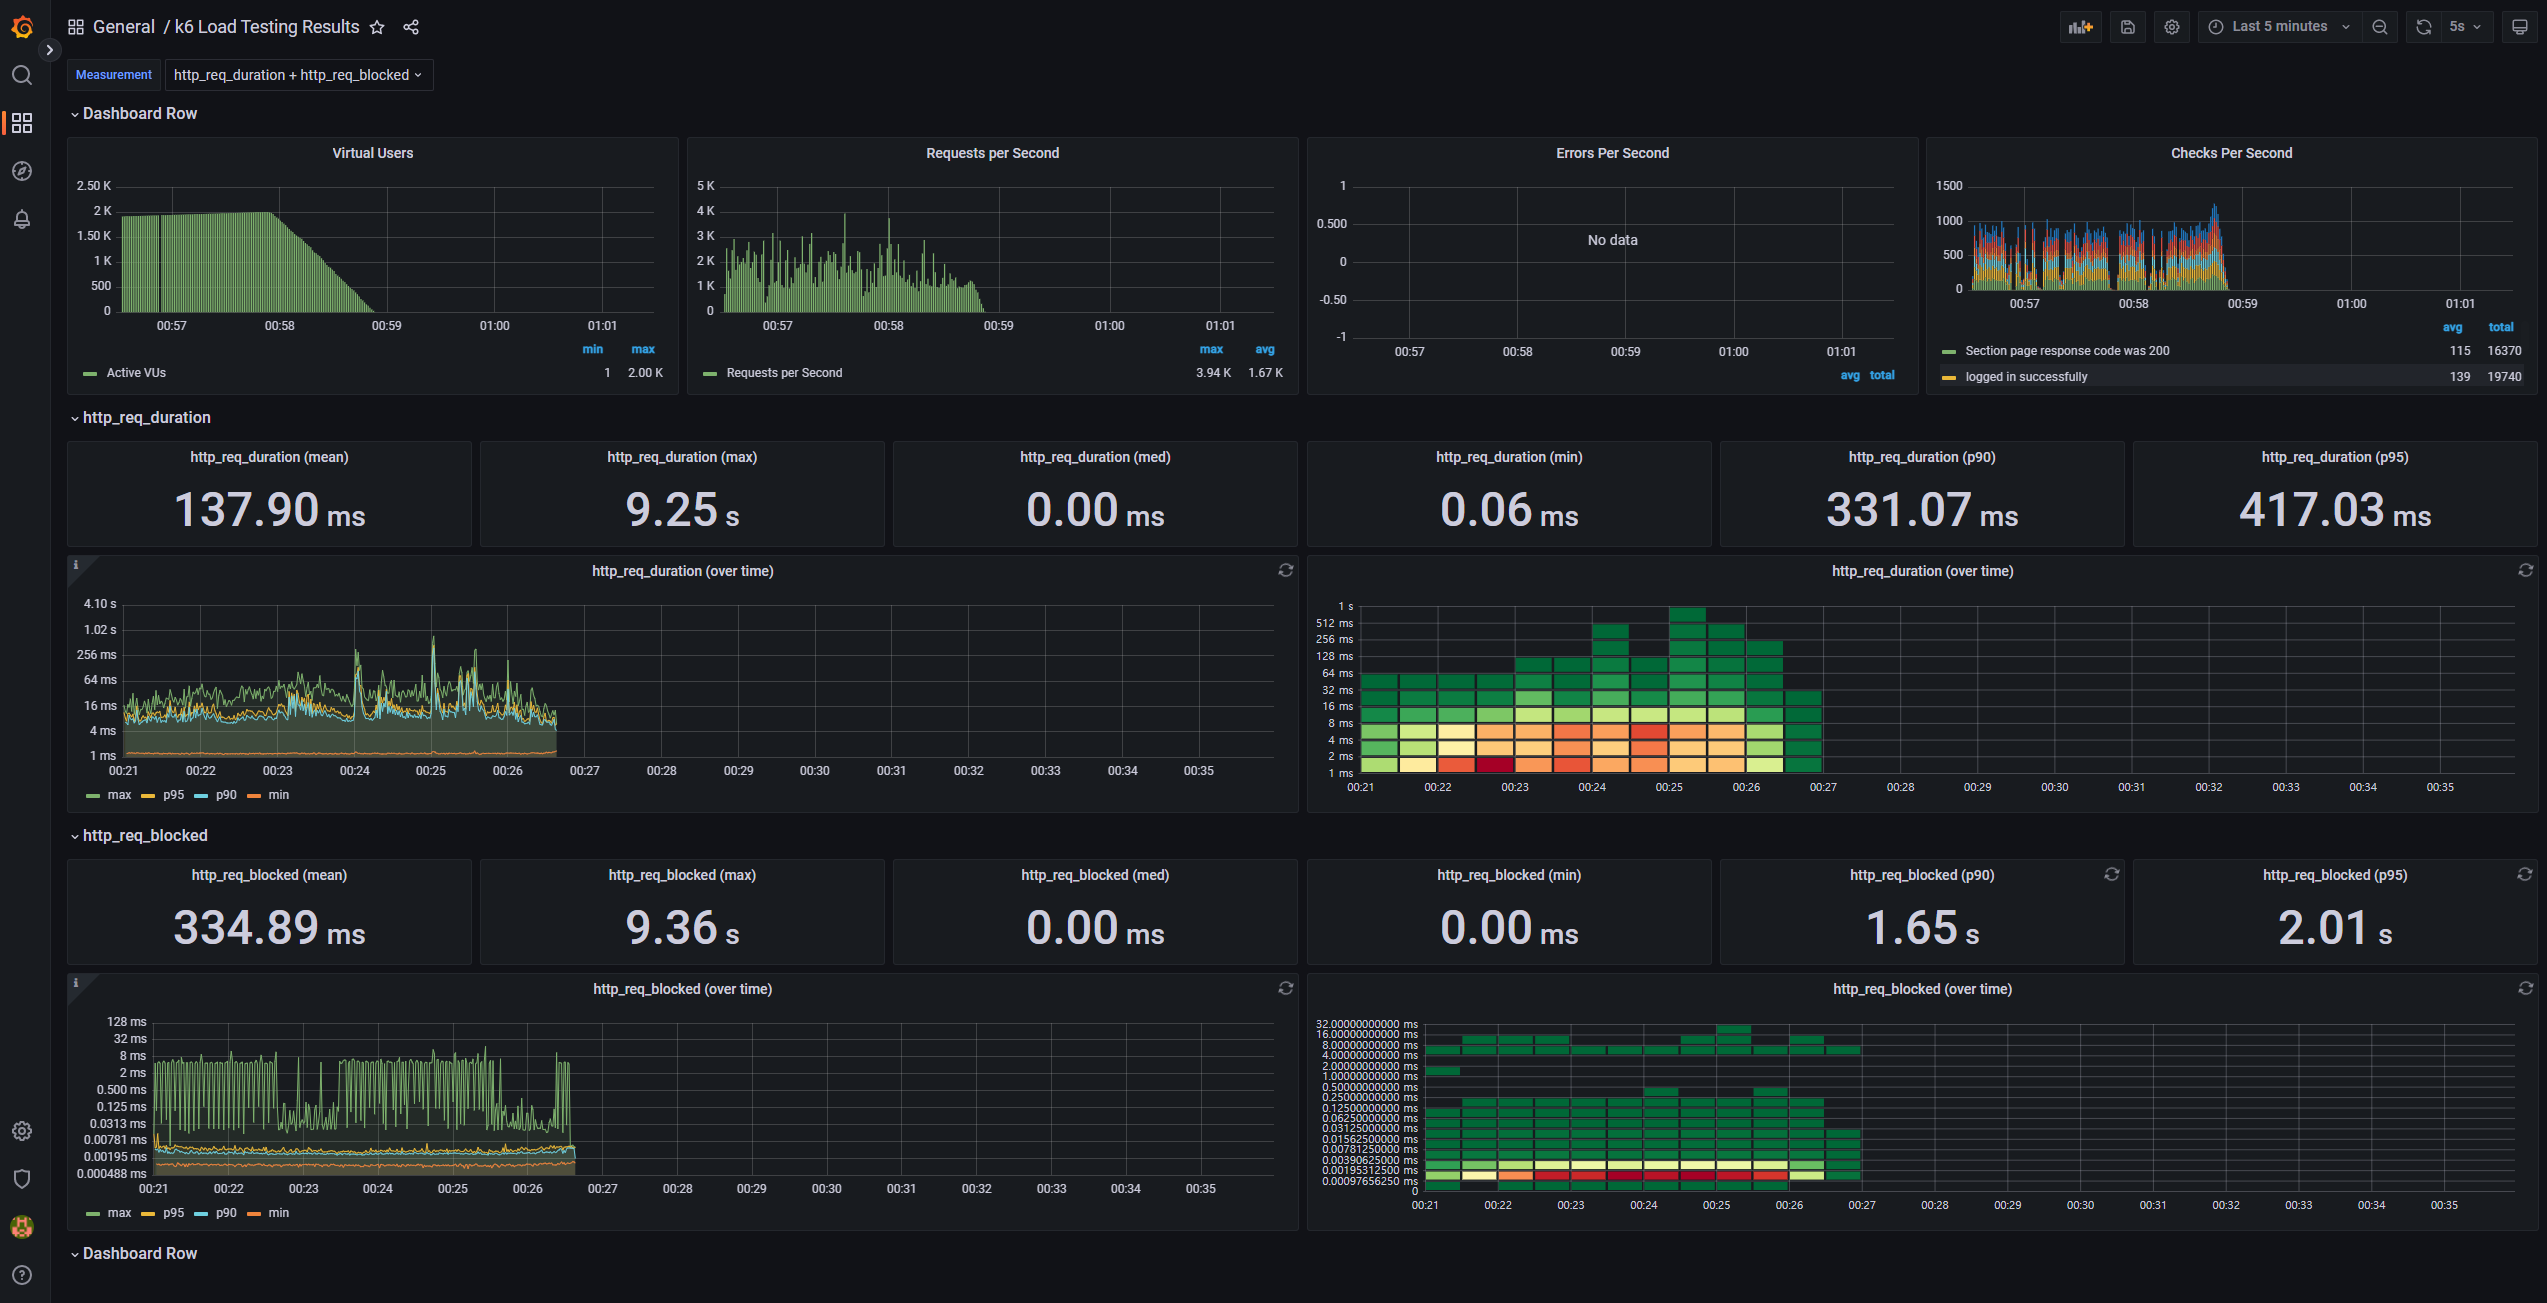 General / k6 Load Testing Results
Last 5 minutes
5s
Measurement
http_req_duration + http_req_blocked
Dashboard Row
Virtual Users
2.50 K
2 K
1.50 K
1 K
500
0
00:57 00:58 00:59 01:00 01:01
min max
Active VUs 1 2.00 K
Requests per Second
5 K
4 K
3 K
2 K
1 K
0
00:57 00:58 00:59 01:00 01:01
max avg
Requests per Second 3.94 K 1.67 K
Errors Per Second
1
0.500
0
-0.50
-1
No data
00:57 00:58 00:59 01:00 01:01
avg total
Checks Per Second
1500
1000
500
0
00:57 00:58 00:59 01:00 01:01
avg total
Section page response code was 200 115 16370
logged in successfully 139 19740
http_req_duration
http_req_duration (mean)
137.90 ms
http_req_duration (max)
9.25 s
http_req_duration (med)
0.00 ms
http_req_duration (min)
0.06 ms
http_req_duration (p90)
331.07 ms
http_req_duration (p95)
417.03 ms
http_req_duration (over time)
4.10 s
1.02 s
256 ms
64 ms
16 ms
4 ms
1 ms
00:21 00:22 00:23 00:24 00:25 00:26 00:27 00:28 00:29 00:30 00:31 00:32 00:33 00:34 00:35
max p95 p90 min
http_req_duration (over time)
1 s
512 ms
256 ms
128 ms
64 ms
32 ms
16 ms
8 ms
4 ms
2 ms
1 ms
00:21 00:22 00:23 00:24 00:25 00:26 00:27 00:28 00:29 00:30 00:31 00:32 00:33 00:34 00:35
http_req_blocked
http_req_blocked (mean)
334.89 ms
http_req_blocked (max)
9.36 s
http_req_blocked (med)
0.00 ms
http_req_blocked (min)
0.00 ms
http_req_blocked (p90)
1.65 s
http_req_blocked (p95)
2.01 s
http_req_blocked (over time)
128 ms
32 ms
8 ms
2 ms
0.500 ms
0.125 ms
0.0313 ms
0.00781 ms
0.00195 ms
0.000488 ms
00:21 00:22 00:23 00:24 00:25 00:26 00:27 00:28 00:29 00:30 00:31 00:32 00:33 00:34 00:35
max p95 p90 min
http_req_blocked (over time)
32.00000000000 ms
16.00000000000 ms
8.00000000000 ms
4.00000000000 ms
2.00000000000 ms
1.00000000000 ms
0.50000000000 ms
0.25000000000 ms
0.12500000000 ms
0.06250000000 ms
0.03125000000 ms
0.01562500000 ms
0.00781250000 ms
0.00390625000 ms
0.00195312500 ms
0.00097656250 ms
0
00:21 00:22 00:23 00:24 00:25 00:26 00:27 00:28 00:29 00:30 00:31 00:32 00:33 00:34 00:35
Dashboard Row